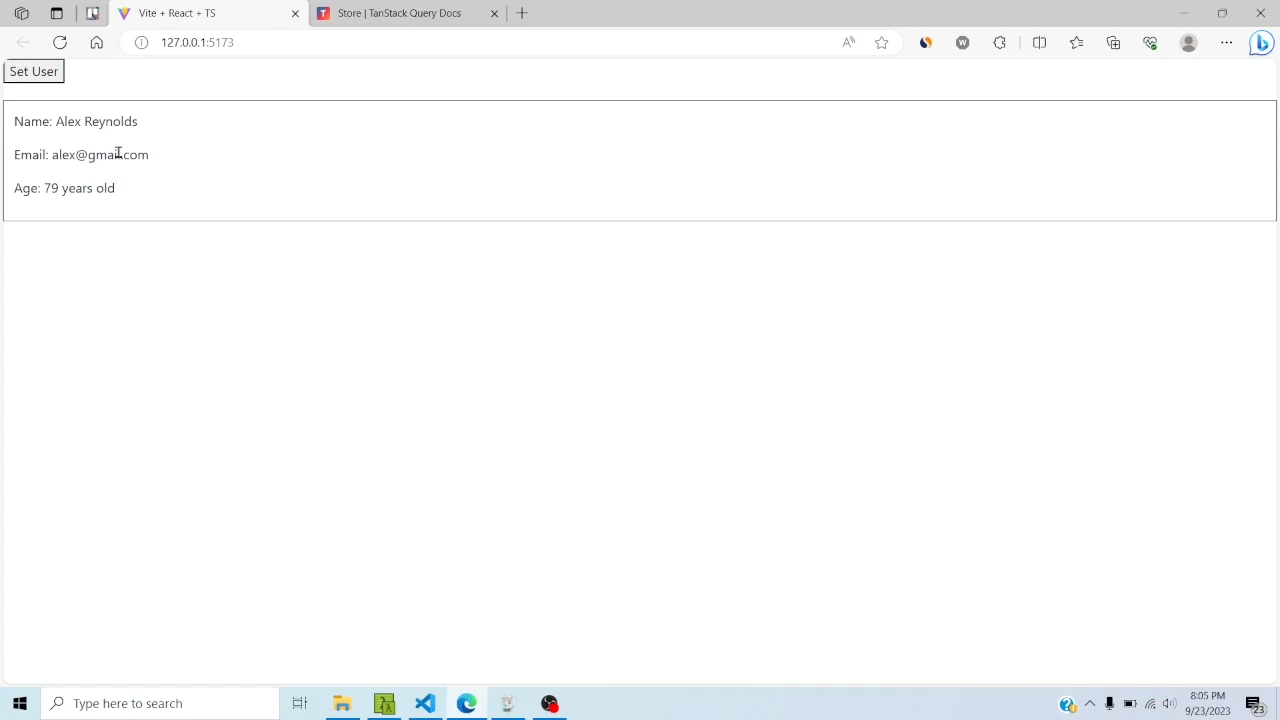 Vite + React + TS
Store | TanStack Query Docs
127.0.0.1:5173
Set User
Name: Alex Reynolds
Email: alex@gmail.com
Age: 79 years old
Type here to search
8:05 PM
9/23/2023
23